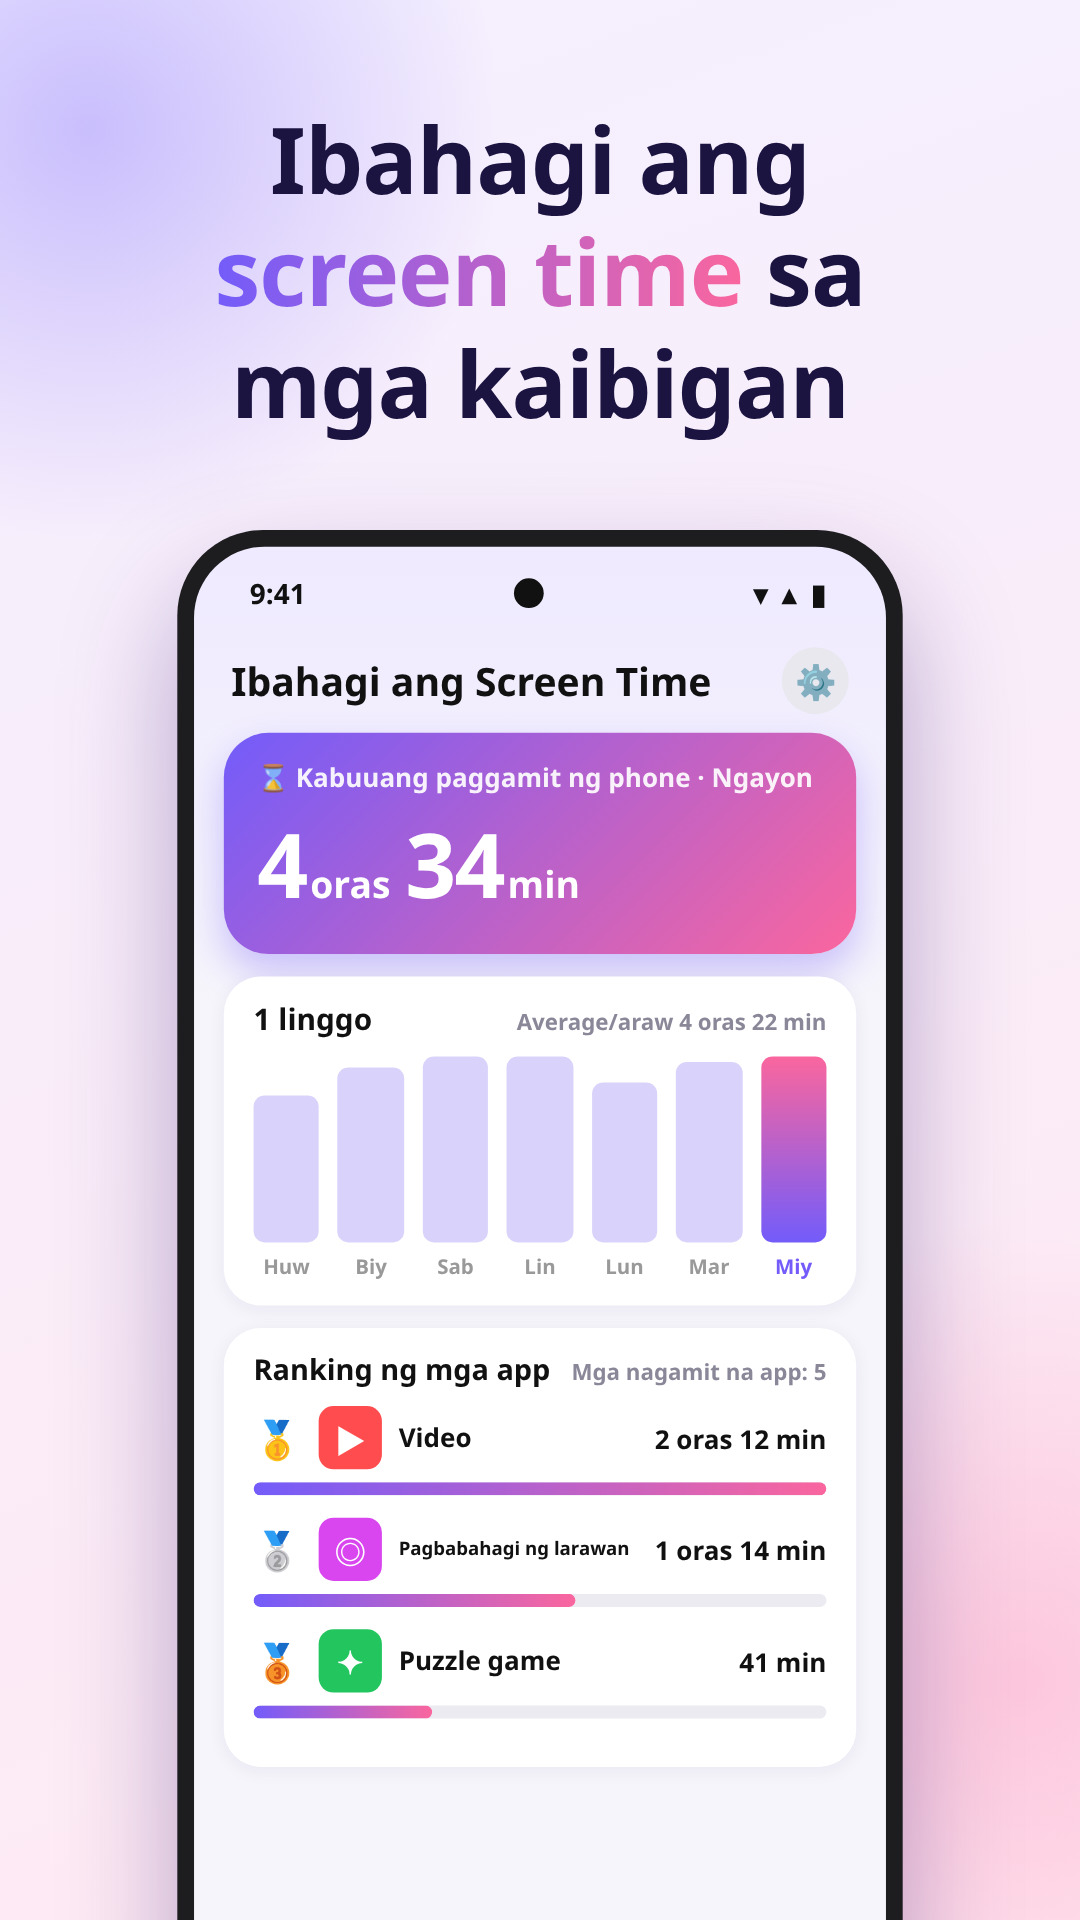 Ibahagi ang
screen time sa
mga kaibigan
9:41
Ibahagi ang Screen Time
⌛ Kabuuang paggamit ng phone · Ngayon
4oras 34min
1 linggo Average/araw 4 oras 22 min
Huw Biy Sab Lin Lun Mar Miy
Ranking ng mga app Mga nagamit na app: 5
🥇 Video 2 oras 12 min
🥈 Pagbabahagi ng larawan 1 oras 14 min
🥉 Puzzle game 41 min